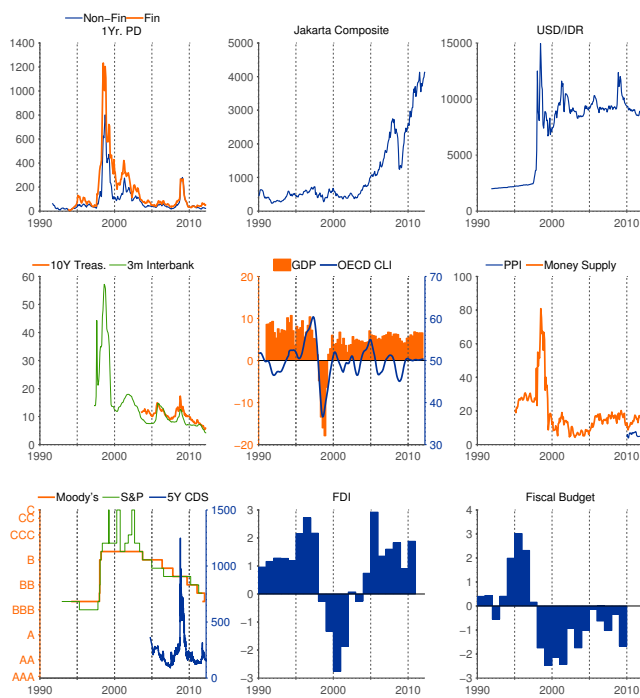 Non−Fin Fin
1Yr. PD
1400
1200
1000
800
600
400
200
0
1990 2000 2010
Jakarta Composite
5000
4000
3000
2000
1000
0
1990 2000 2010
USD/IDR
15000
10000
5000
0
1990 2000 2010
10Y Treas. 3m Interbank
60
50
40
30
20
10
0
1990 2000 2010
GDP OECD CLI
20
10
0
−10
−20
70
60
50
40
30
1990 2000 2010
PPI Money Supply
100
80
60
40
20
0
1990 2000 2010
Moody's S&P 5Y CDS
C
CC
CCC
B
BB
BBB
A
AA
AAA
1500
1000
500
0
1990 2000 2010
FDI
4
3
2
1
0
−1
−2
−3
1990 2000 2010
Fiscal Budget
4
3
2
1
0
−1
−2
−3
1990 2000 2010